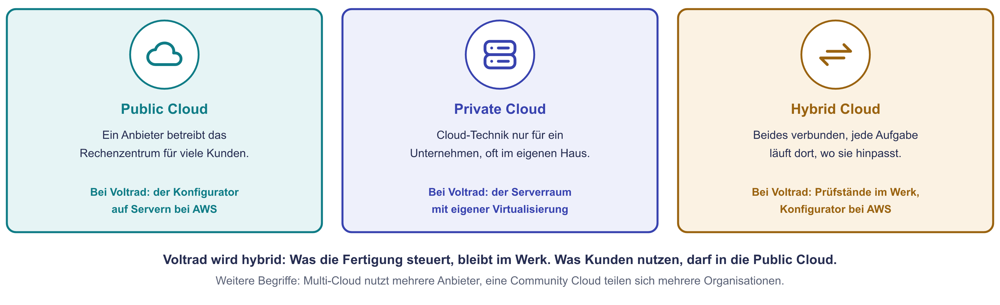 Public Cloud
Ein Anbieter betreibt das
Rechenzentrum für viele Kunden.
Bei Voltrad: der Konfigurator
auf Servern bei AWS
Private Cloud
Cloud-Technik nur für ein
Unternehmen, oft im eigenen Haus.
Bei Voltrad: der Serverraum
mit eigener Virtualisierung
Hybrid Cloud
Beides verbunden, jede Aufgabe
läuft dort, wo sie hinpasst.
Bei Voltrad: Prüfstände im Werk,
Konfigurator bei AWS
Voltrad wird hybrid: Was die Fertigung steuert, bleibt im Werk. Was Kunden nutzen, darf in die Public Cloud.
Weitere Begriffe: Multi-Cloud nutzt mehrere Anbieter, eine Community Cloud teilen sich mehrere Organisationen.